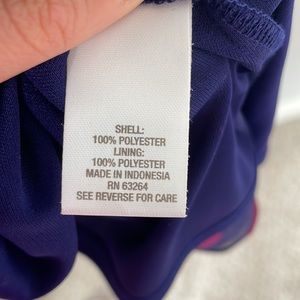 SHELL:
100% POLYESTER
LINING:
100% POLYESTER
MADE IN INDONESIA
RN 63264
SEE REVERSE FOR CARE